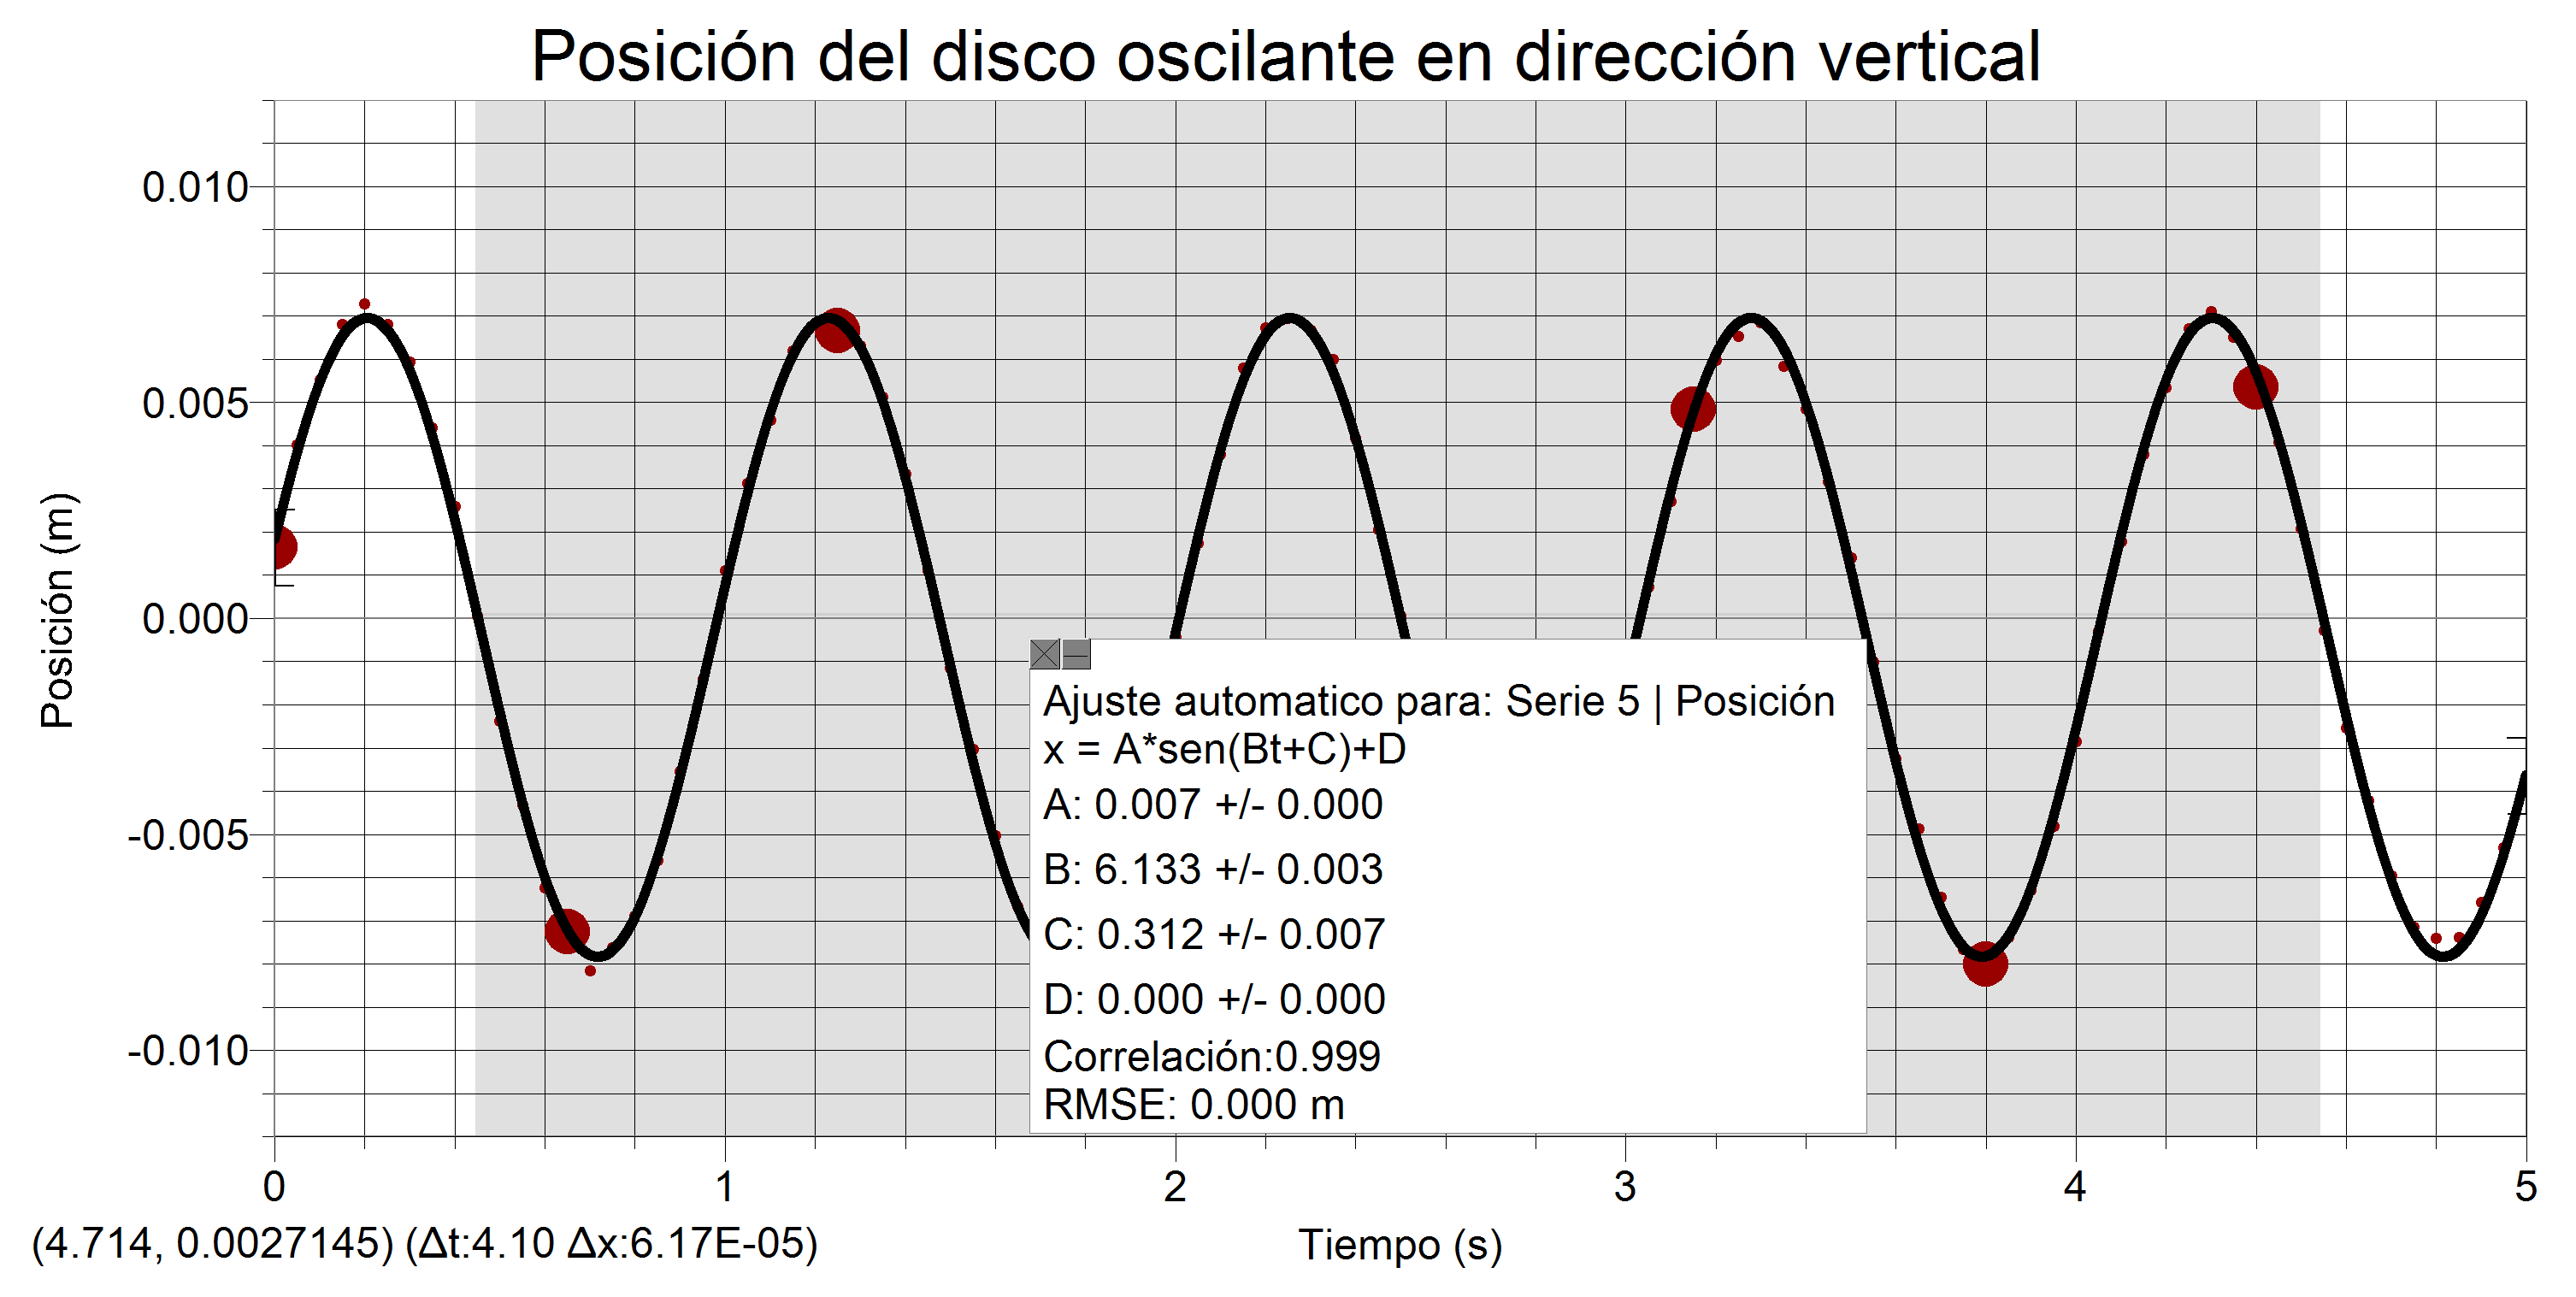 Posición del disco oscilante en dirección vertical
0.010
0.005
0.000
-0.005
-0.010
Posición (m)
Ajuste automatico para: Serie 5 | Posición
x = A*sen(Bt+C)+D
A: 0.007 +/- 0.000
B: 6.133 +/- 0.003
C: 0.312 +/- 0.007
D: 0.000 +/- 0.000
Correlación:0.999
RMSE: 0.000 m
0 1 2 3 4 5
(4.714, 0.0027145) (Δt:4.10 Δx:6.17E-05)
Tiempo (s)